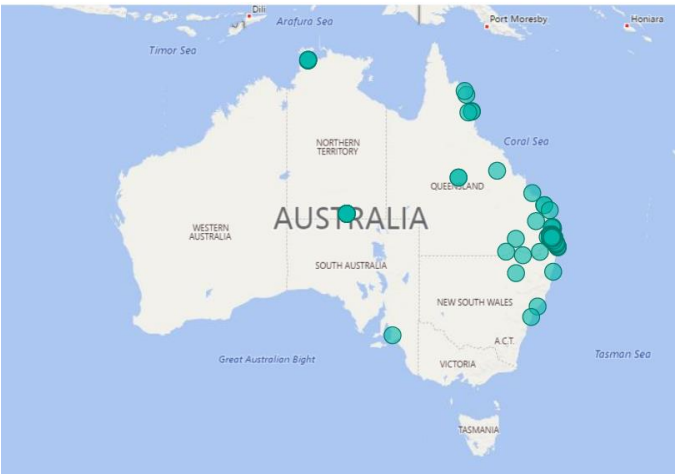 Dili
Arafura Sea
Port Moresby
Honiara
Timor Sea
Coral Sea
NORTHERN
TERRITORY
QUEENSLAND
AUSTRALIA
WESTERN
AUSTRALIA
SOUTH AUSTRALIA
NEW SOUTH WALES
A.C.T.
Great Australian Bight
VICTORIA
Tasman Sea
TASMANIA